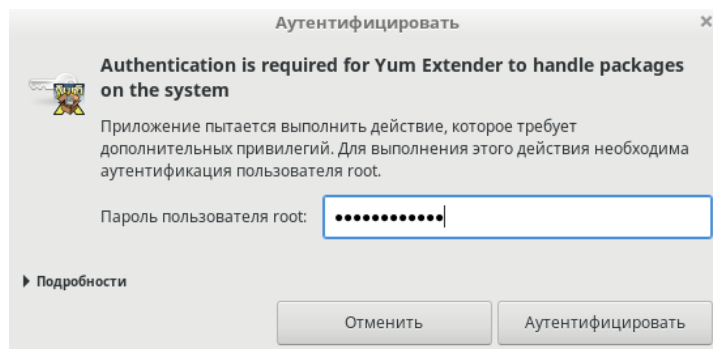 Аутентифицировать
Authentication is required for Yum Extender to handle packages
on the system
Приложение пытается выполнить действие, которое требует
дополнительных привилегий. Для выполнения этого действия необходима
аутентификация пользователя root.
Пароль пользователя root: ••••••••••••
Подробности
Отменить Аутентифицировать